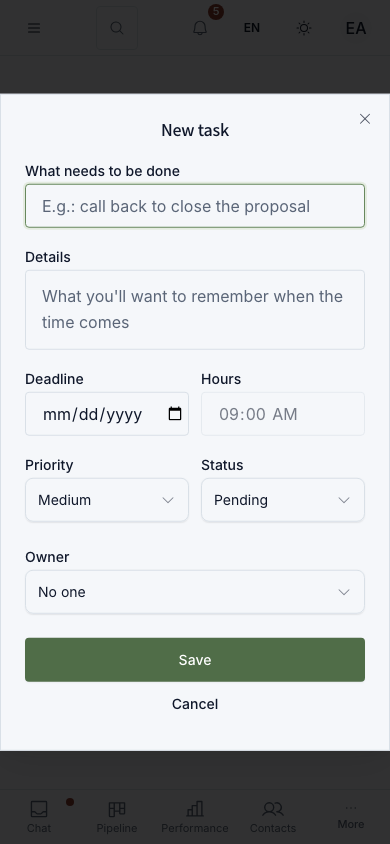 5
EN
EA
New task
What needs to be done
E.g.: call back to close the proposal
Details
What you'll want to remember when the
time comes
Deadline
Hours
mm/dd/yyyy
09:00 AM
Priority
Status
Medium
Pending
Owner
No one
Save
Cancel
Chat
Pipeline
Performance
Contacts
More